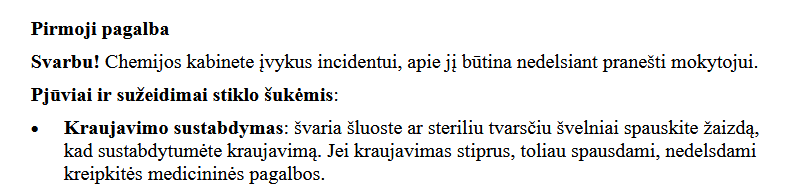 Pirmoji pagalba
Svarbu! Chemijos kabinete įvykus incidentui, apie jį būtina nedelsiant pranešti mokytojui.
Pjūviai ir sužeidimai stiklo šukėmis:
• Kraujavimo sustabdymas: švaria šluoste ar steriliu tvarsčiu švelniai spauskite žaizdą,
kad sustabdytumėte kraujavimą. Jei kraujavimas stiprus, toliau spausdami, nedelsdami
kreipkitės medicininės pagalbos.